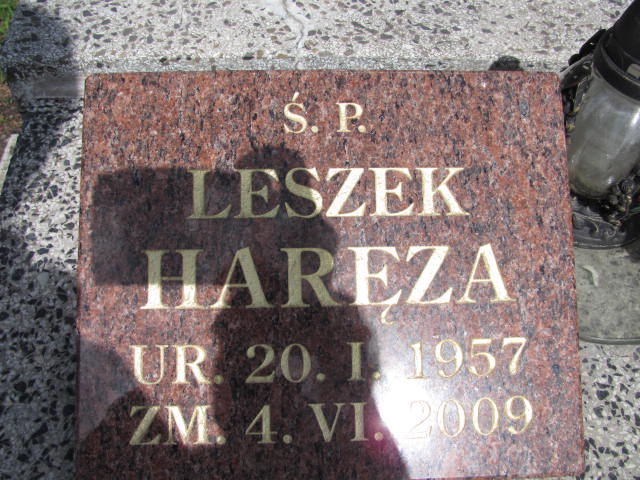 Ś. P.
LESZEK
HARĘZA
UR. 20. I. 1957
ZM. 4. VI. 2009